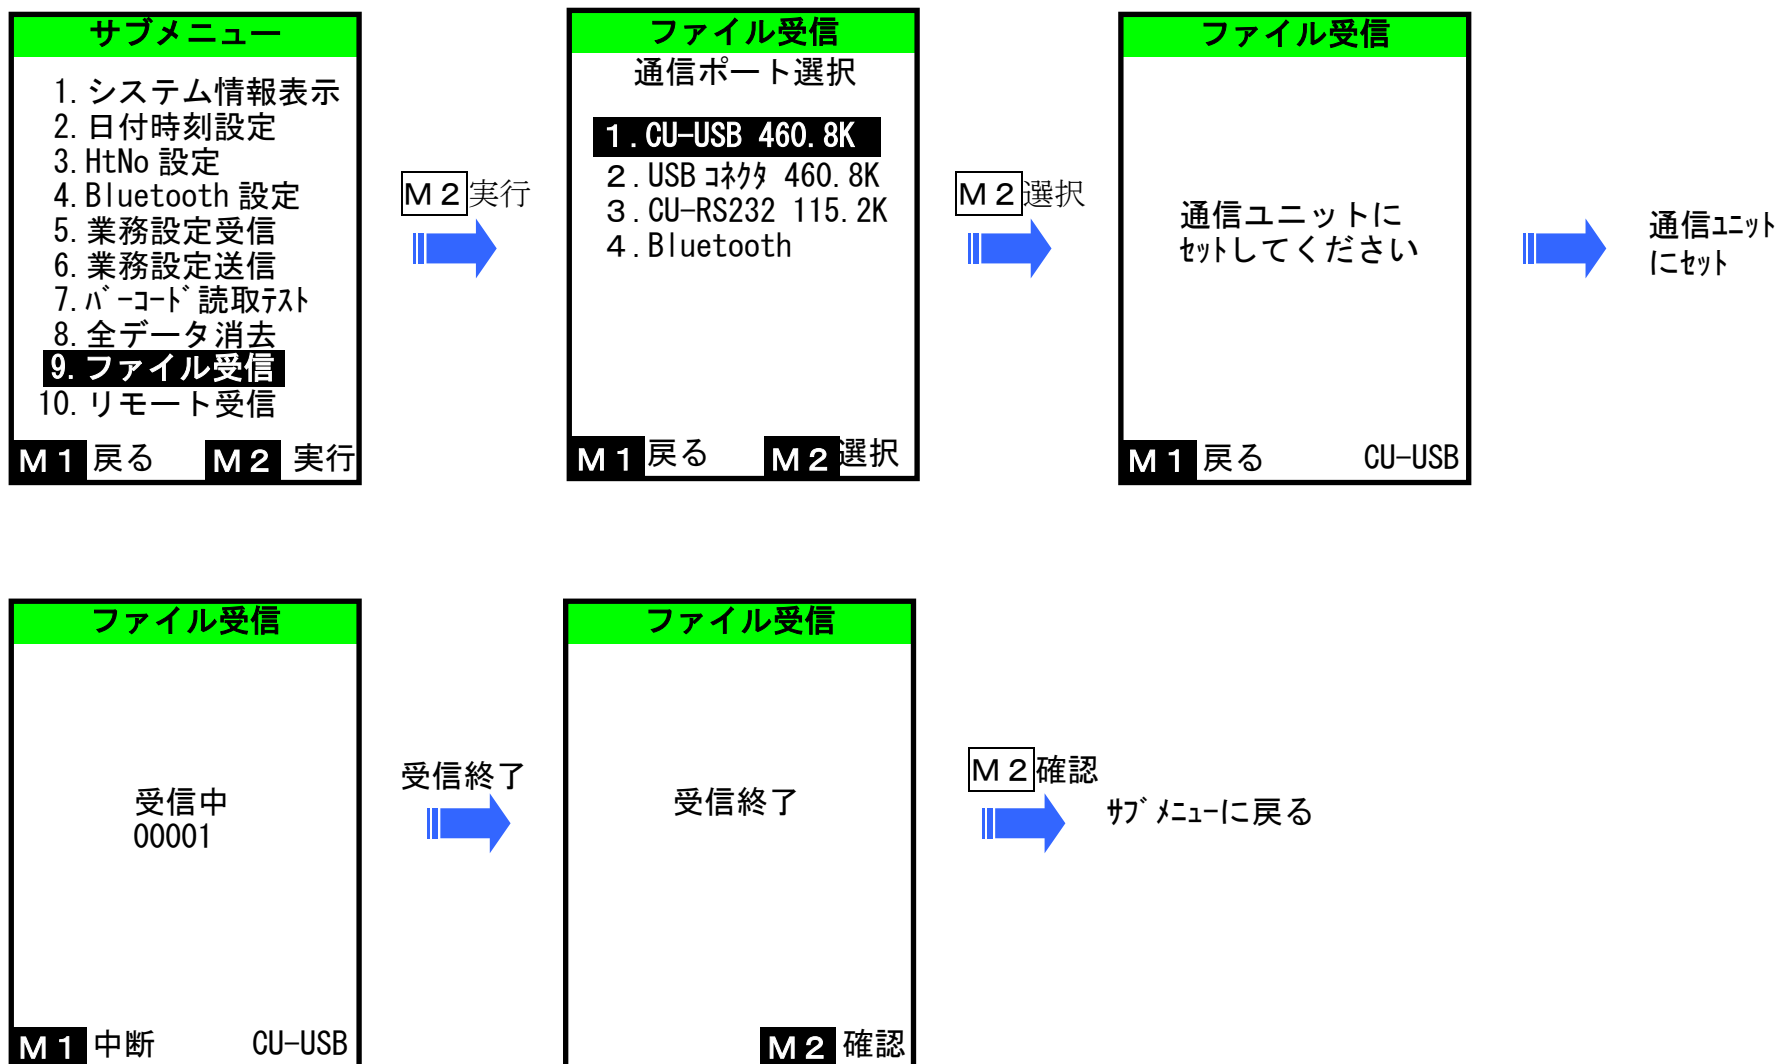 サブメニュー
1. システム情報表示
2. 日付時刻設定
3. HtNo 設定
4. Bluetooth 設定
5. 業務設定受信
6. 業務設定送信
7. ﾊﾞｰｺｰﾄﾞ読取ﾃｽﾄ
8. 全データ消去
9. ファイル受信
10. リモート受信
M1 戻る M2 実行
M2実行
ファイル受信
通信ポート選択
1. CU-USB 460.8K
2. USB ｺﾈｸﾀ 460.8K
3. CU-RS232 115.2K
4. Bluetooth
M1 戻る M2 選択
M2選択
ファイル受信
通信ユニットに
ｾｯﾄしてください
M1 戻る CU-USB
通信ﾕﾆｯﾄ
にｾｯﾄ
ファイル受信
受信中
00001
M1 中断 CU-USB
受信終了
ファイル受信
受信終了
M2 確認
M2確認
ｻﾌﾞﾒﾆｭｰに戻る